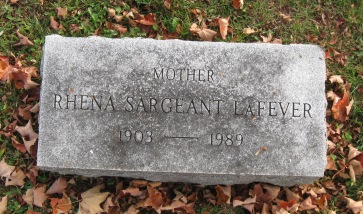 MOTHER
RHENA SARGEANT LAFEVER
1903 — 1989